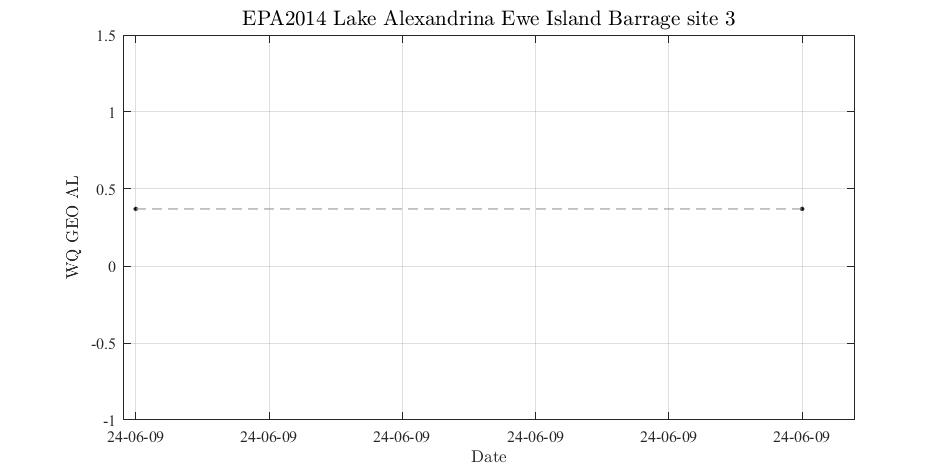 EPA2014 Lake Alexandrina Ewe Island Barrage site 3
1.5
1
0.5
0
-0.5
-1
WQ GEO AL
24-06-09 24-06-09 24-06-09 24-06-09 24-06-09 24-06-09
Date